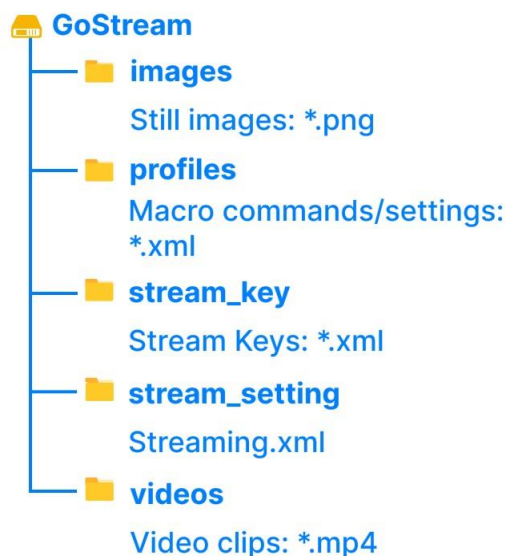 GoStream
images
Still images: *.png
profiles
Macro commands/settings:
*.xml
stream_key
Stream Keys: *.xml
stream_setting
Streaming.xml
videos
Video clips: *.mp4